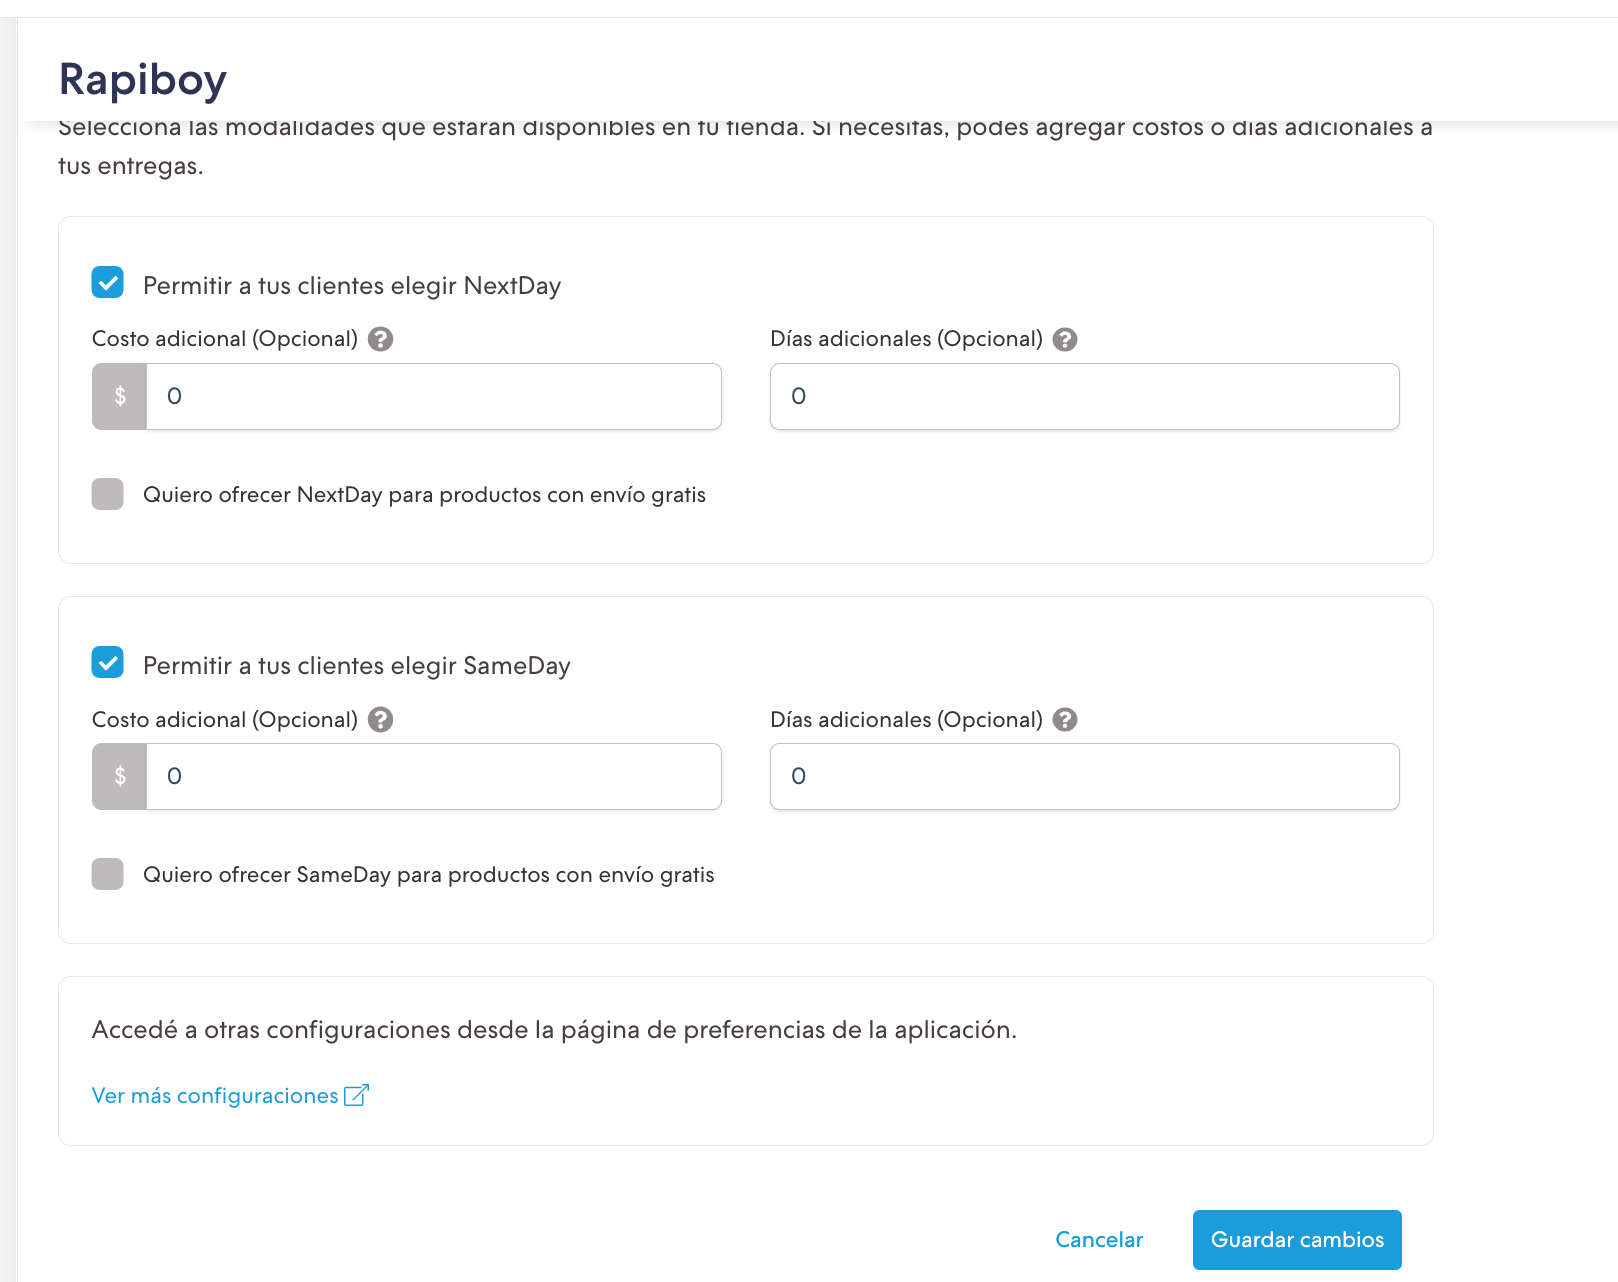 Rapiboy
Selecciona las modalidades que estarán disponibles en tu tienda. Si necesitas, podés agregar costos o días adicionales a
tus entregas.
Permitir a tus clientes elegir NextDay
Costo adicional (Opcional) ?
Días adicionales (Opcional) ?
$ 0
0
Quiero ofrecer NextDay para productos con envío gratis
Permitir a tus clientes elegir SameDay
Costo adicional (Opcional) ?
Días adicionales (Opcional) ?
$ 0
0
Quiero ofrecer SameDay para productos con envío gratis
Accedé a otras configuraciones desde la página de preferencias de la aplicación.
Ver más configuraciones
Cancelar
Guardar cambios